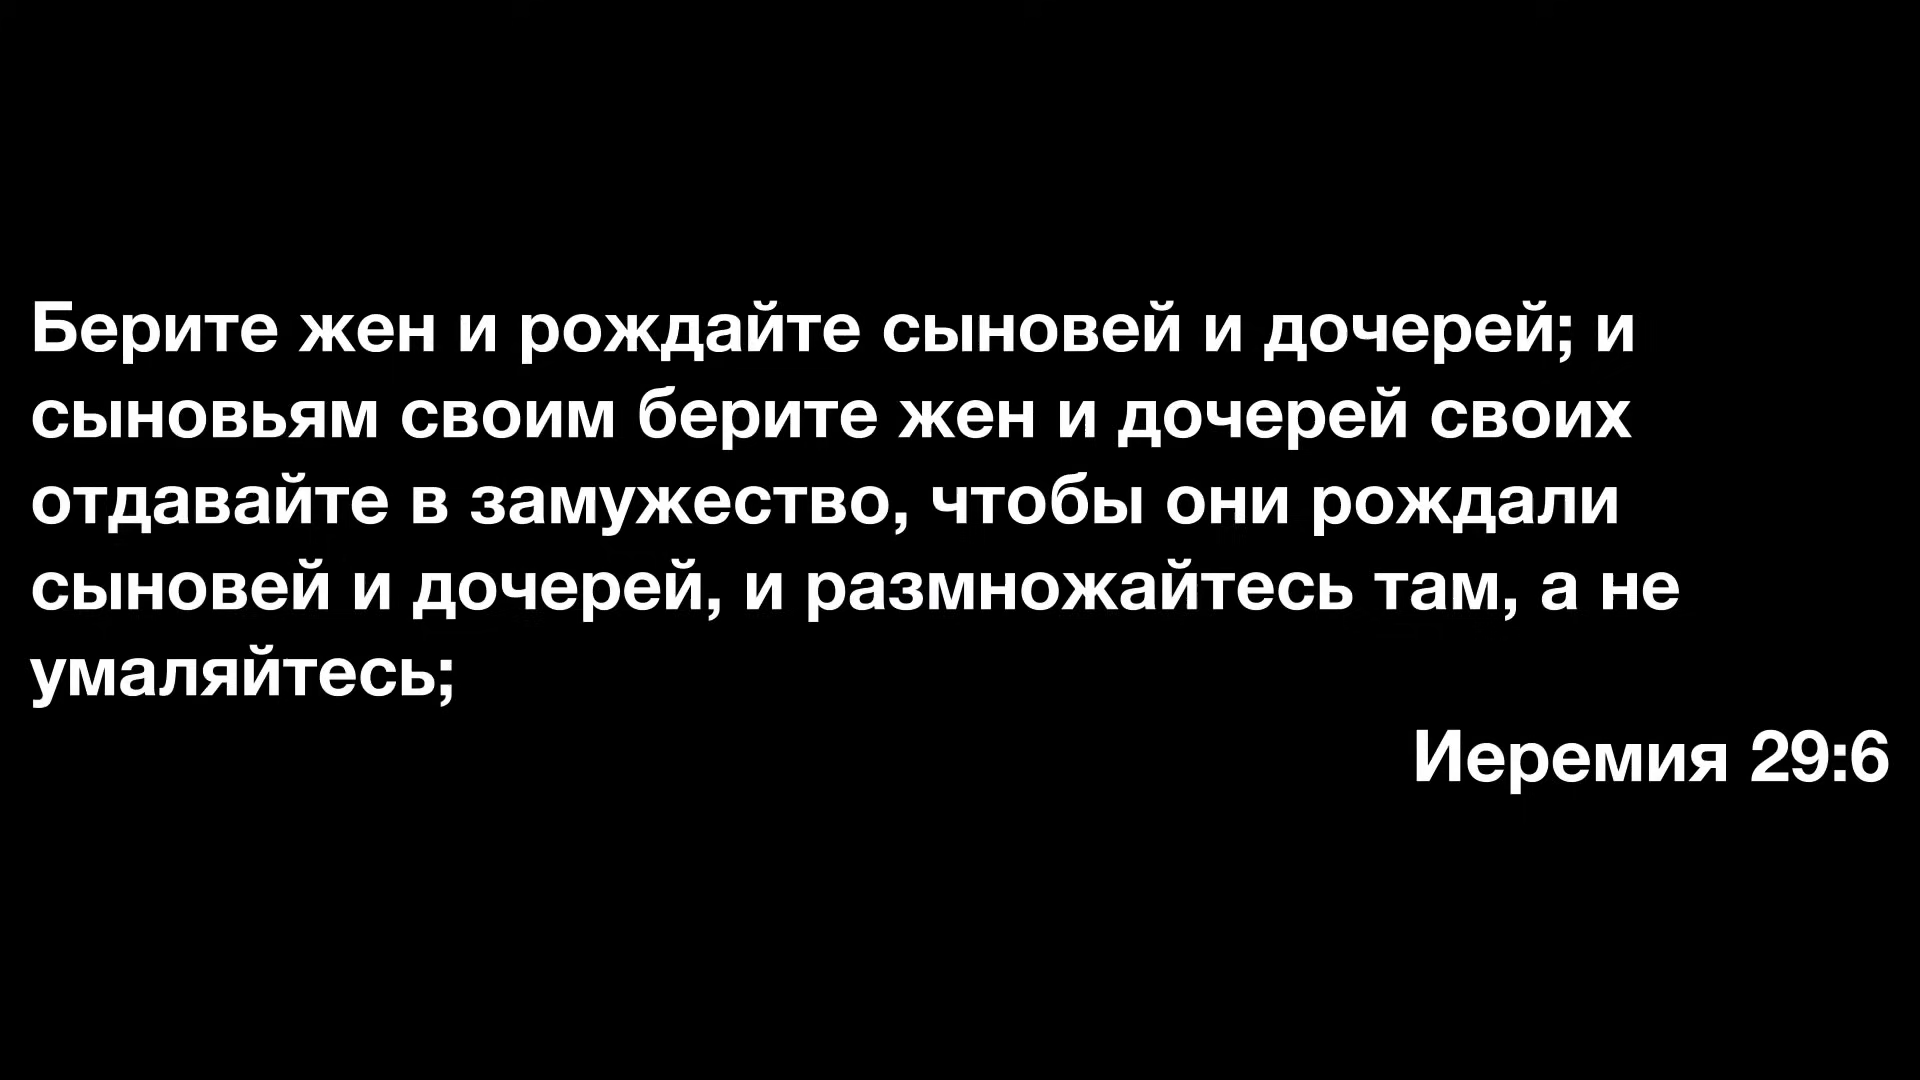 Берите жен и рождайте сыновей и дочерей; и
сыновьям своим берите жен и дочерей своих
отдавайте в замужество, чтобы они рождали
сыновей и дочерей, и размножайтесь там, а не
умаляйтесь;
Иеремия 29:6